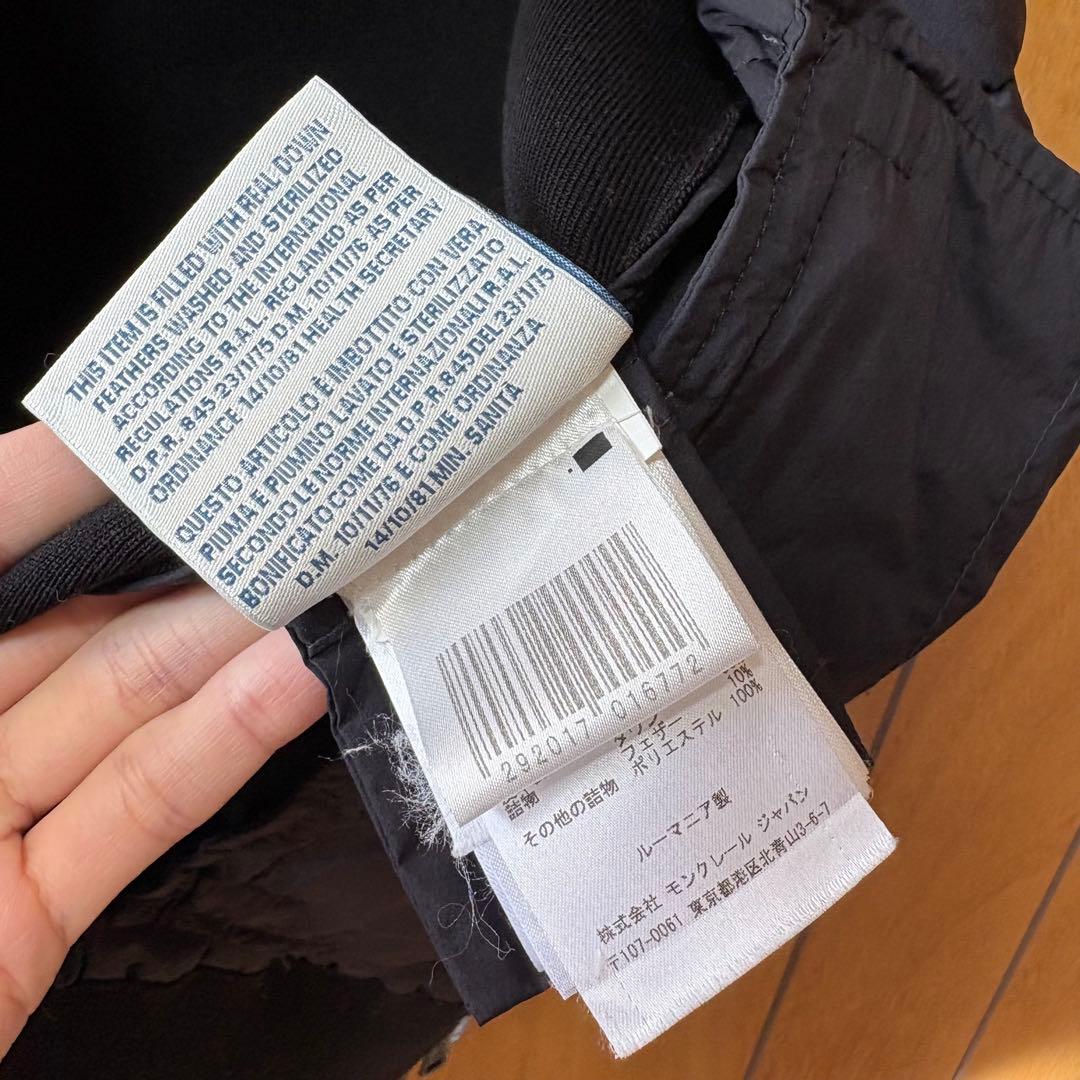 THIS ITEM IS FILLED WITH REAL DOWN
FEATHERS WASHED AND STERILIZED
ACCORDING TO THE INTERNATIONAL
REGULATIONS R.A.L. RECLAIMED AS PER
D.P.R. 845 23/1/75 D.M. 10/11/76 AS PER
ORDINANCE 14/10/81 HEALTH SECRETARY
QUESTO ARTICOLO È IMBOTTITO CON VERA
PIUMA E PIUMINO LAVATO E STERILIZZATO
SECONDO LE NORME INTERNAZIONALI R.A.L.
BONIFICATO COME DA D.P.R. 845 DEL 23/1/75
D.M. 10/11/76 E COME ORDINANZA
14/10/81 MIN. SANITA
292017 016772
詰物
フェザー 10%
その他の詰物 ポリエステル 100%
ルーマニア製
株式会社 モンクレール ジャパン
〒107-0061 東京都港区北青山3-6-7